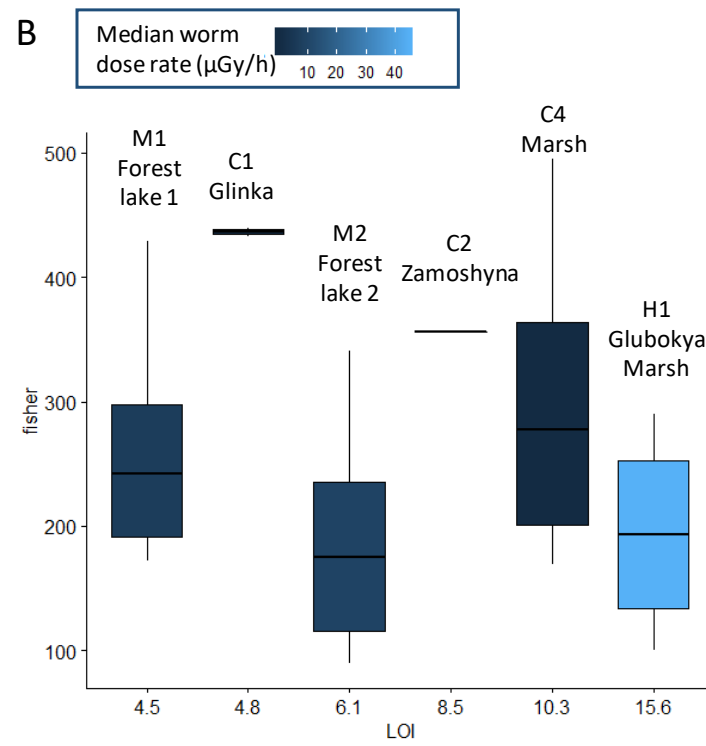 B
Median worm
dose rate (µGy/h)
10 20 30 40
M1
Forest
lake 1
C1
Glinka
M2
Forest
lake 2
C2
Zamoshyna
C4
Marsh
H1
Glubokya
Marsh
500
400
300
200
100
fisher
4.5 4.8 6.1 8.5 10.3 15.6
LOI